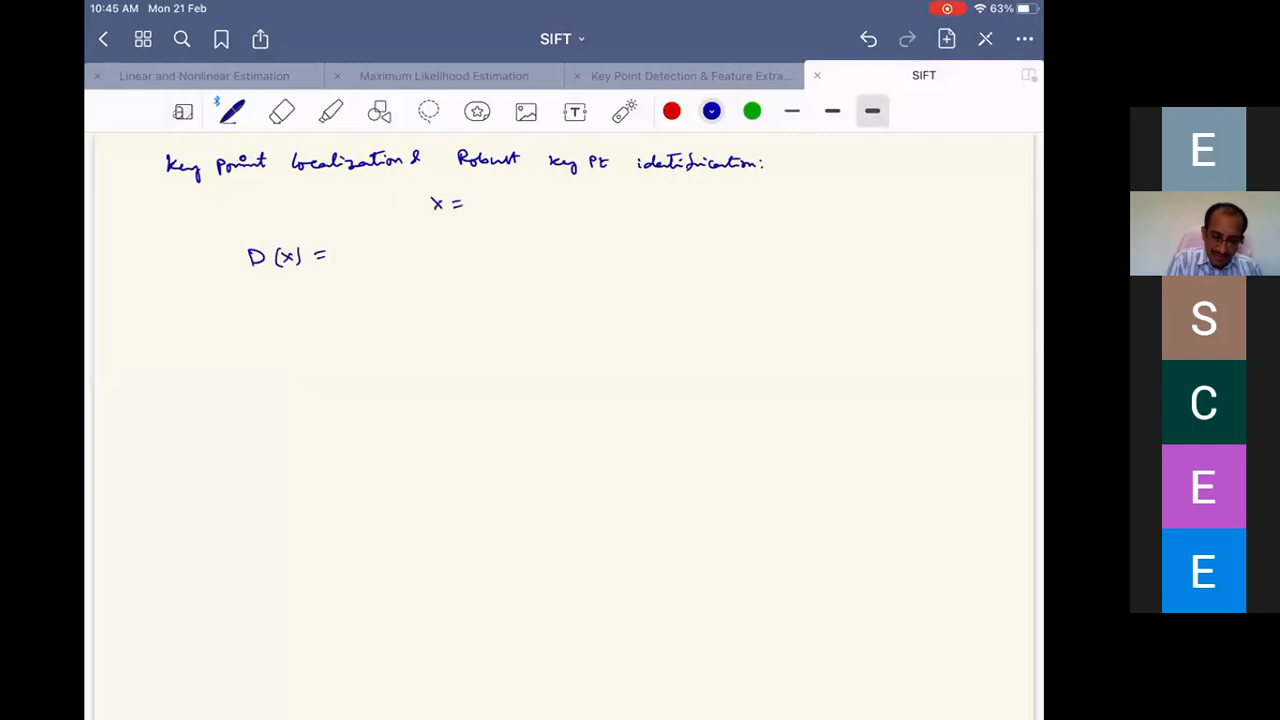 10:45 AM Mon 21 Feb
63%
SIFT
Linear and Nonlinear Estimation
Maximum Likelihood Estimation
Key Point Detection & Feature Extra...
SIFT
T
Key Point Localization & Robust Key Pt identification:
x =
D (x) =
E
S
C
E
E